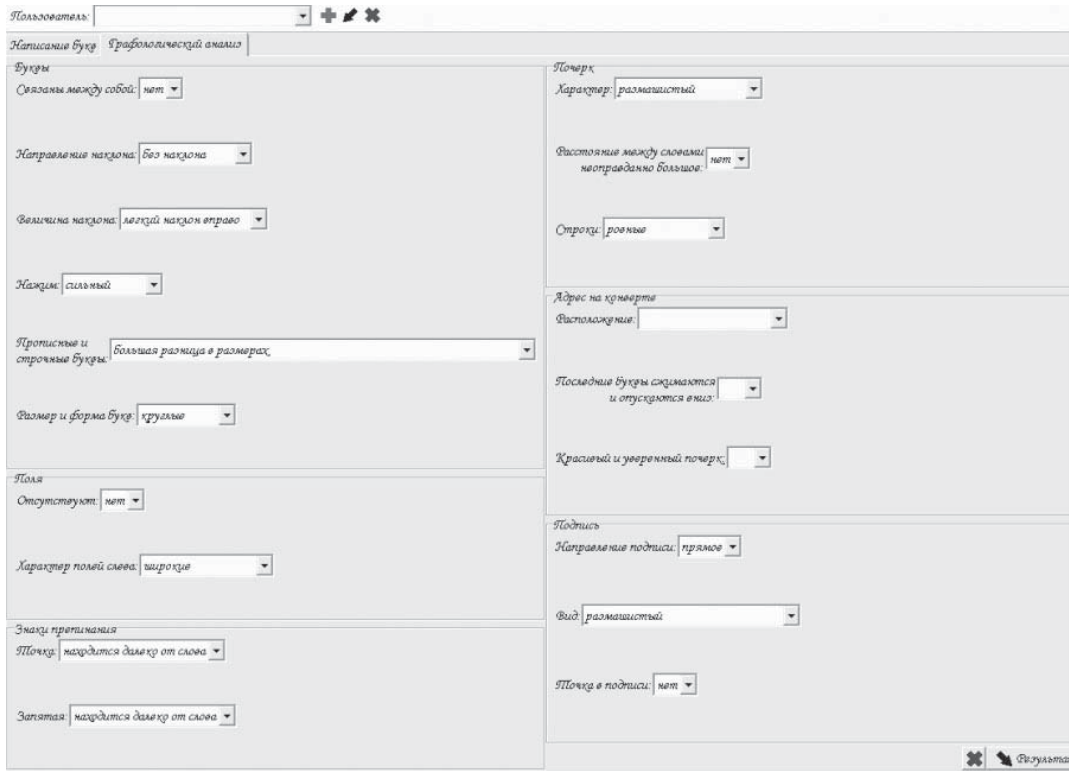 Пользователь:
Написание букв
Графологический анализ
Буквы
Связаны между собой: нет
Направление наклона: без наклона
Величина наклона: легкий наклон вправо
Нажим: сильный
Прописные и
строчные буквы: большая разница в размерах
Размер и форма букв: круглые
Поля
Отсутствуют: нет
Характер полей слева: широкие
Знаки препинания
Точка: находится далеко от слова
Запятая: находится далеко от слова
Почерк
Характер: размашистый
Расстояние между словами
неоправданно большое: нет
Строки: ровные
Адрес на конверте
Расположение:
Последние буквы сжимаются
и опускаются вниз:
Красивый и уверенный почерк:
Подпись
Направление подписи: прямое
Вид: размашистый
Точка в подписи: нет